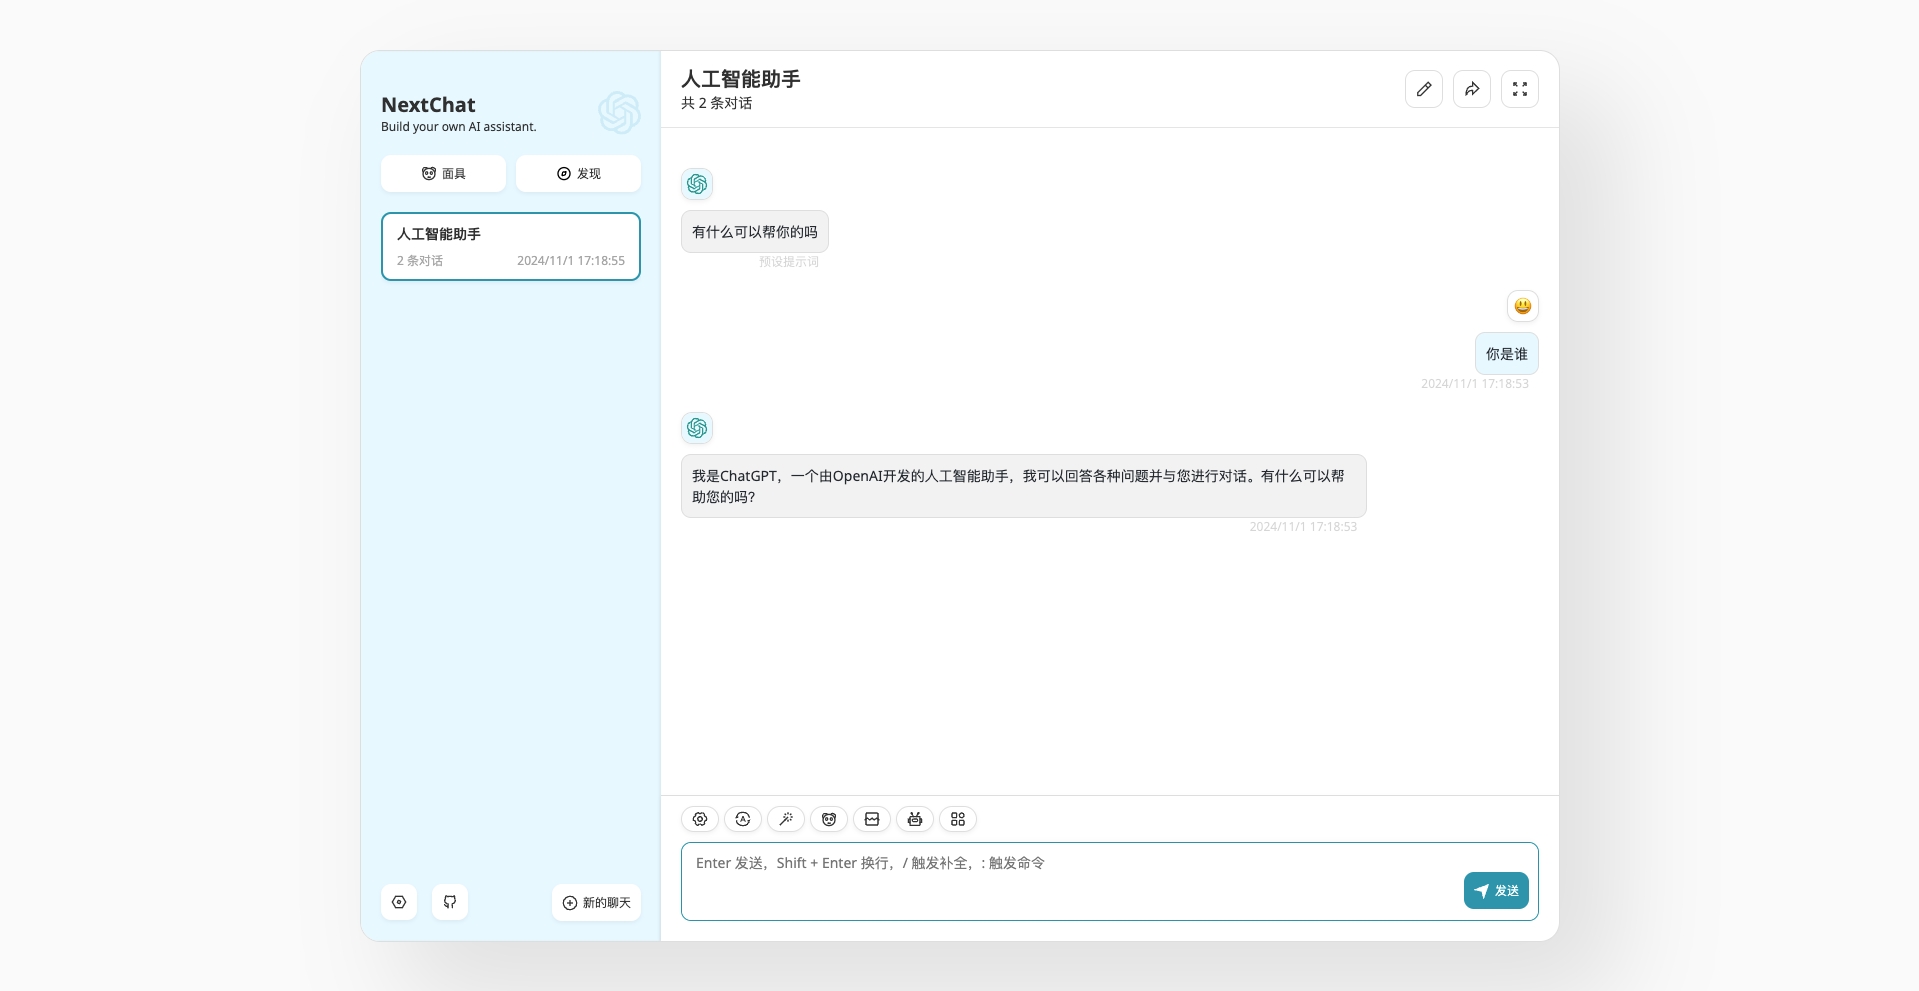 NextChat
Build your own AI assistant.
面具
发现
人工智能助手
2 条对话
2024/11/1 17:18:55
新的聊天
人工智能助手
共 2 条对话
有什么可以帮你的吗
预设提示词
😃
你是谁
2024/11/1 17:18:53
我是ChatGPT，一个由OpenAI开发的人工智能助手，我可以回答各种问题并与您进行对话。有什么可以帮
助您的吗？
2024/11/1 17:18:53
Enter 发送，Shift + Enter 换行，/ 触发补全，: 触发命令
发送